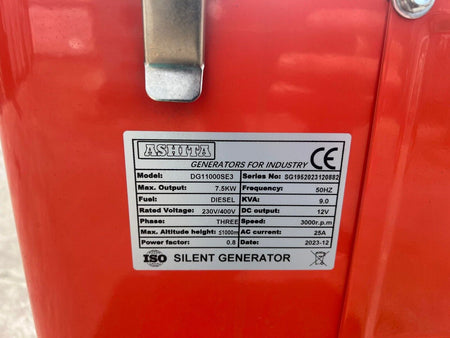 ASHITA
GENERATORS FOR INDUSTRY CE
Model: DG11000SE3 Series No: SG1952023120882
Max. Output: 7.5KW Frequency: 50HZ
Fuel: DIESEL KVA: 9.0
Rated Voltage: 230V/400V DC output: 12V
Phase: THREE Speed: 3000r.p.m
Max. Altitude height: ≤1000m AC current: 25A
Power factor: 0.8 Date: 2023-12
ISO SILENT GENERATOR